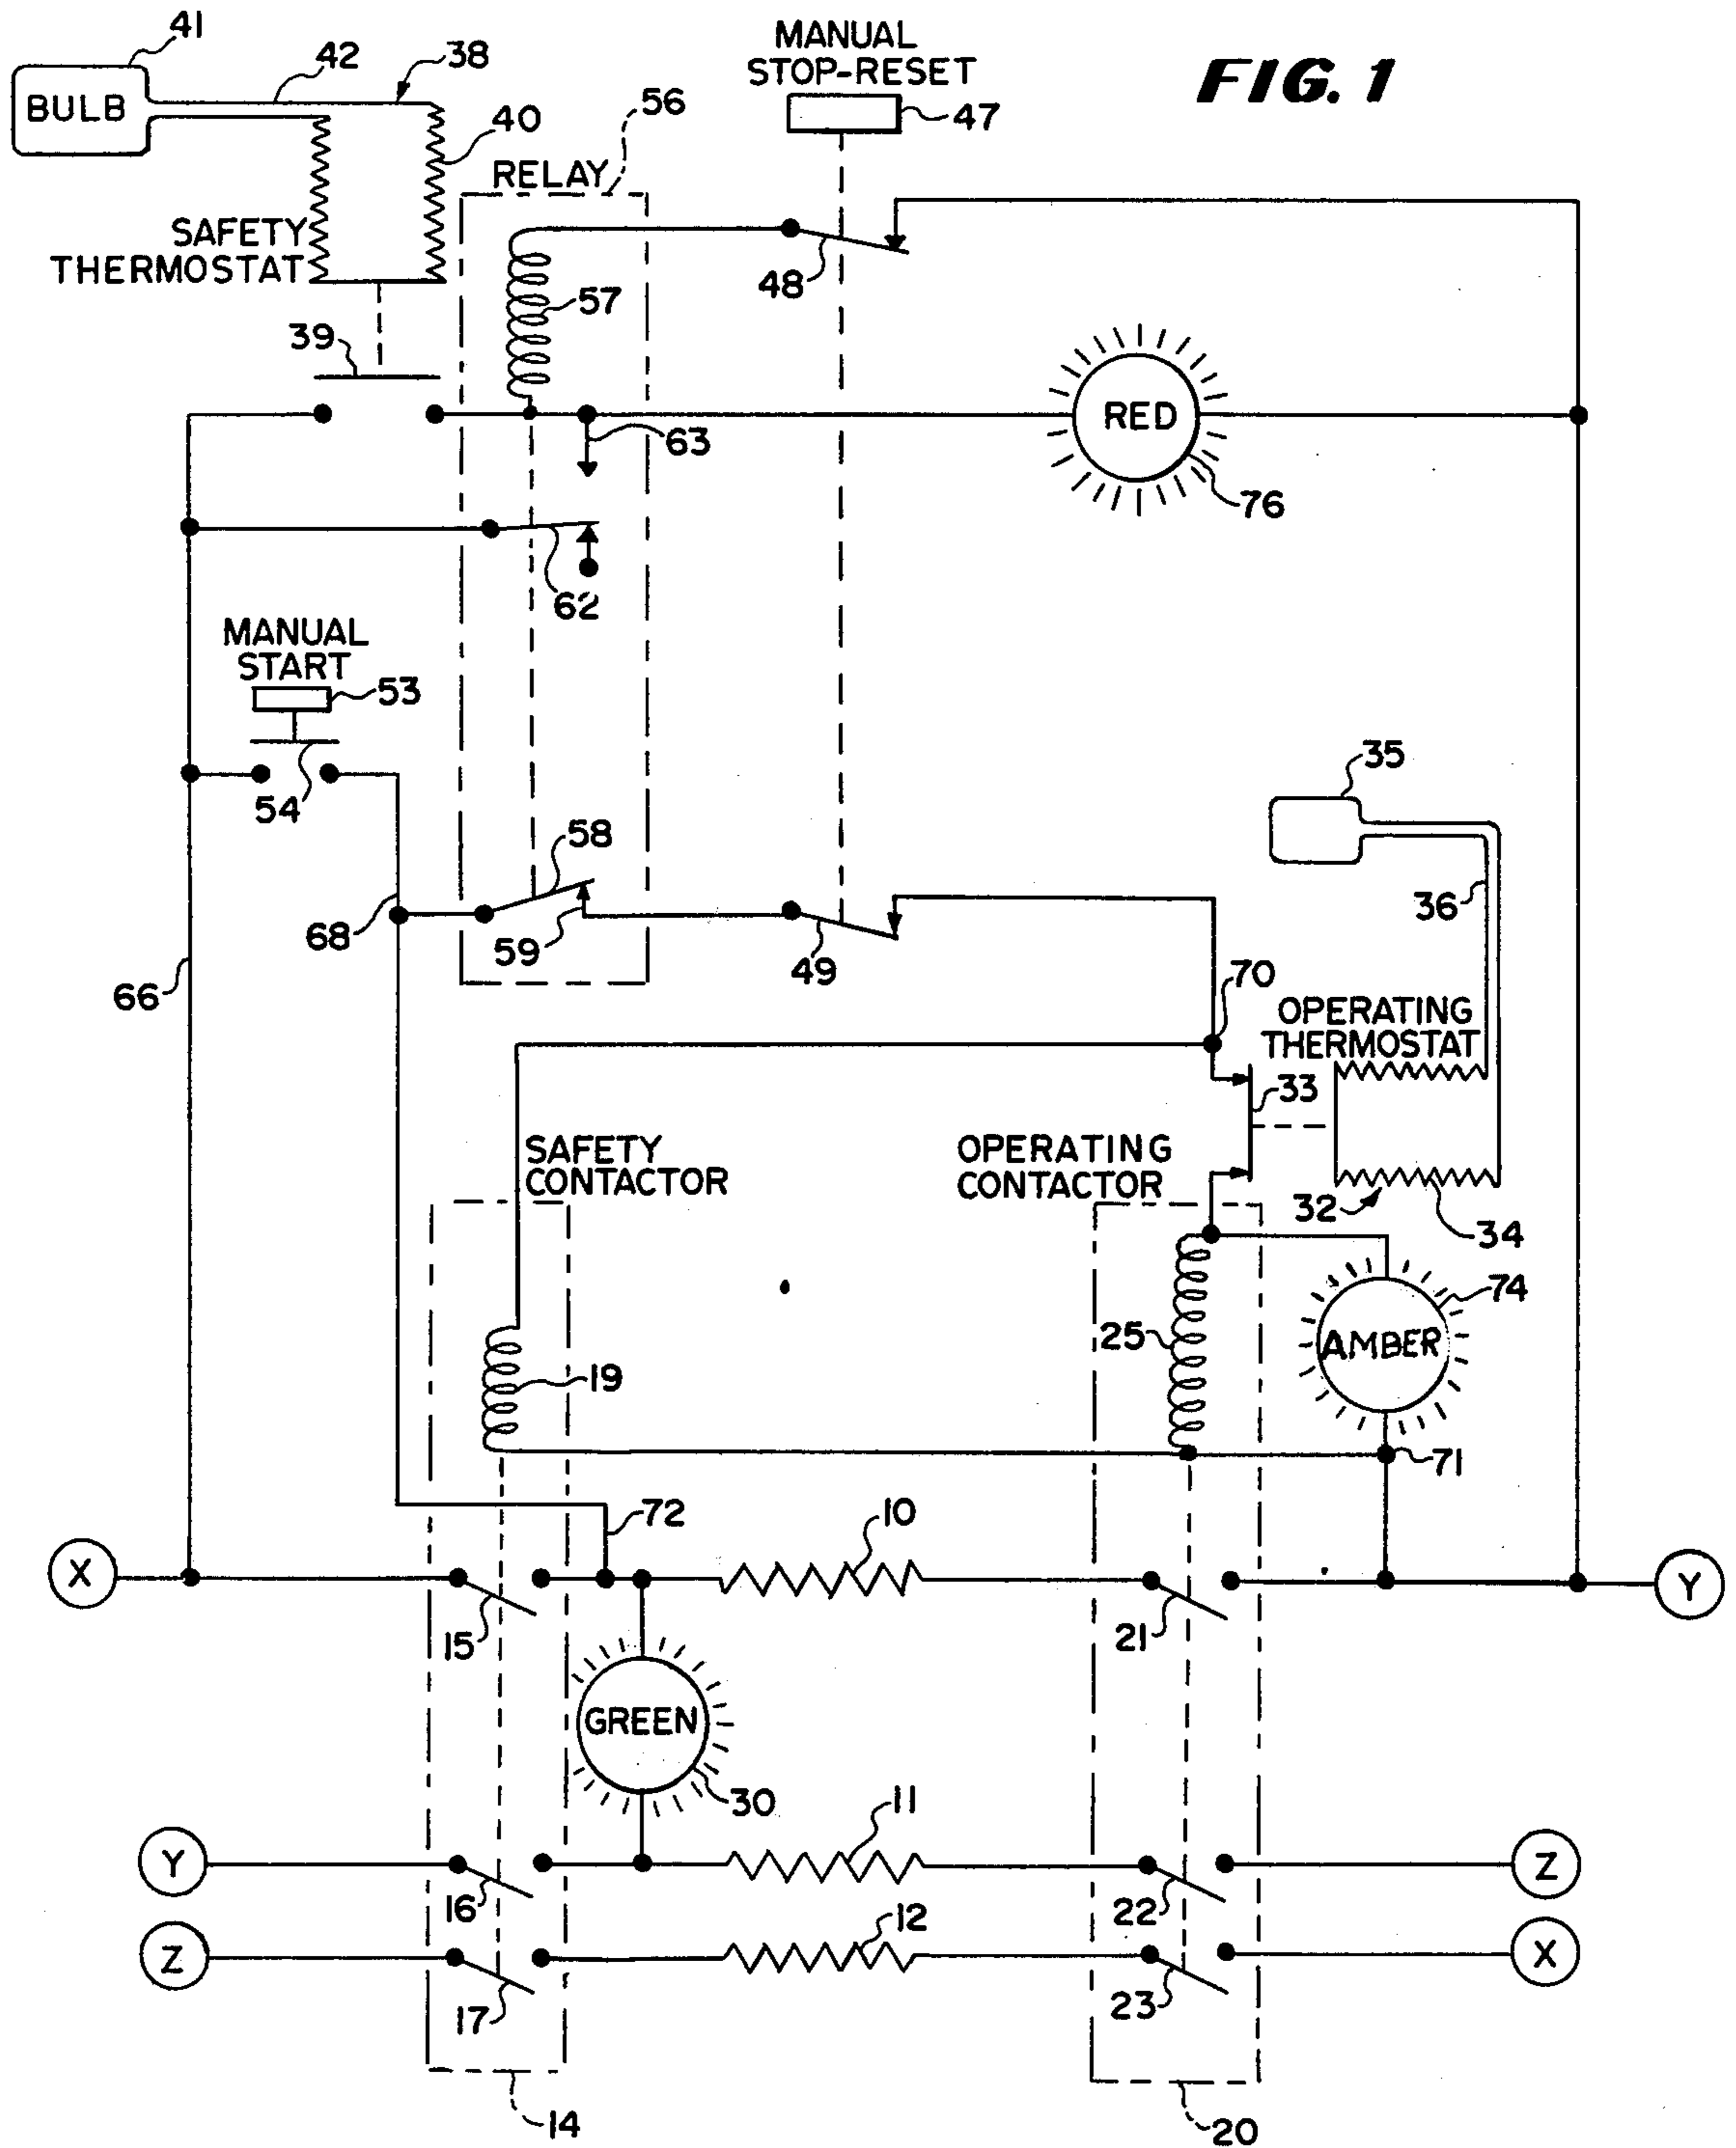 FIG. 1
41
42
38
MANUAL
STOP-RESET
47
BULB
40
56
RELAY
SAFETY
THERMOSTAT
48
57
39
RED
63
76
62
MANUAL
START
53
54
35
58
36
68
59
49
66
70
OPERATING
THERMOSTAT
33
SAFETY
CONTACTOR
OPERATING
CONTACTOR
32
34
74
25
AMBER
19
71
72
10
X
Y
15
21
GREEN
30
11
Y
Z
16
22
12
Z
X
17
23
14
20